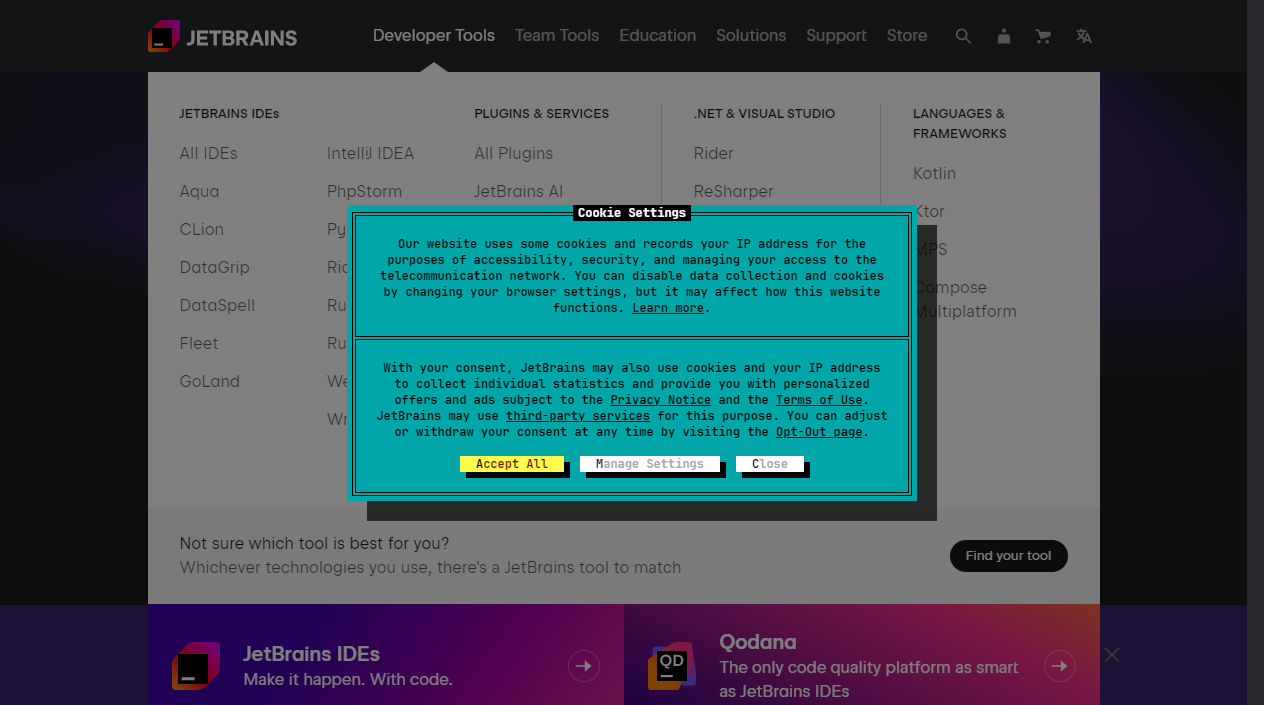 JETBRAINS
Developer Tools
Team Tools
Education
Solutions
Support
Store
JETBRAINS IDEs
All IDEs
Aqua
CLion
DataGrip
DataSpell
Fleet
GoLand
IntelliJ IDEA
PhpStorm
PLUGINS & SERVICES
All Plugins
JetBrains AI
.NET & VISUAL STUDIO
Rider
ReSharper
LANGUAGES &
FRAMEWORKS
Kotlin
Ktor
MPS
Compose
Multiplatform
Cookie Settings
Our website uses some cookies and records your IP address for the
purposes of accessibility, security, and managing your access to the
telecommunication network. You can disable data collection and cookies
by changing your browser settings, but it may affect how this website
functions. Learn more.
With your consent, JetBrains may also use cookies and your IP address
to collect individual statistics and provide you with personalized
offers and ads subject to the Privacy Notice and the Terms of Use.
JetBrains may use third-party services for this purpose. You can adjust
or withdraw your consent at any time by visiting the Opt-Out page.
Accept All
Manage Settings
Close
Not sure which tool is best for you?
Whichever technologies you use, there's a JetBrains tool to match
Find your tool
JetBrains IDEs
Make it happen. With code.
QD
Qodana
The only code quality platform as smart
as JetBrains IDEs